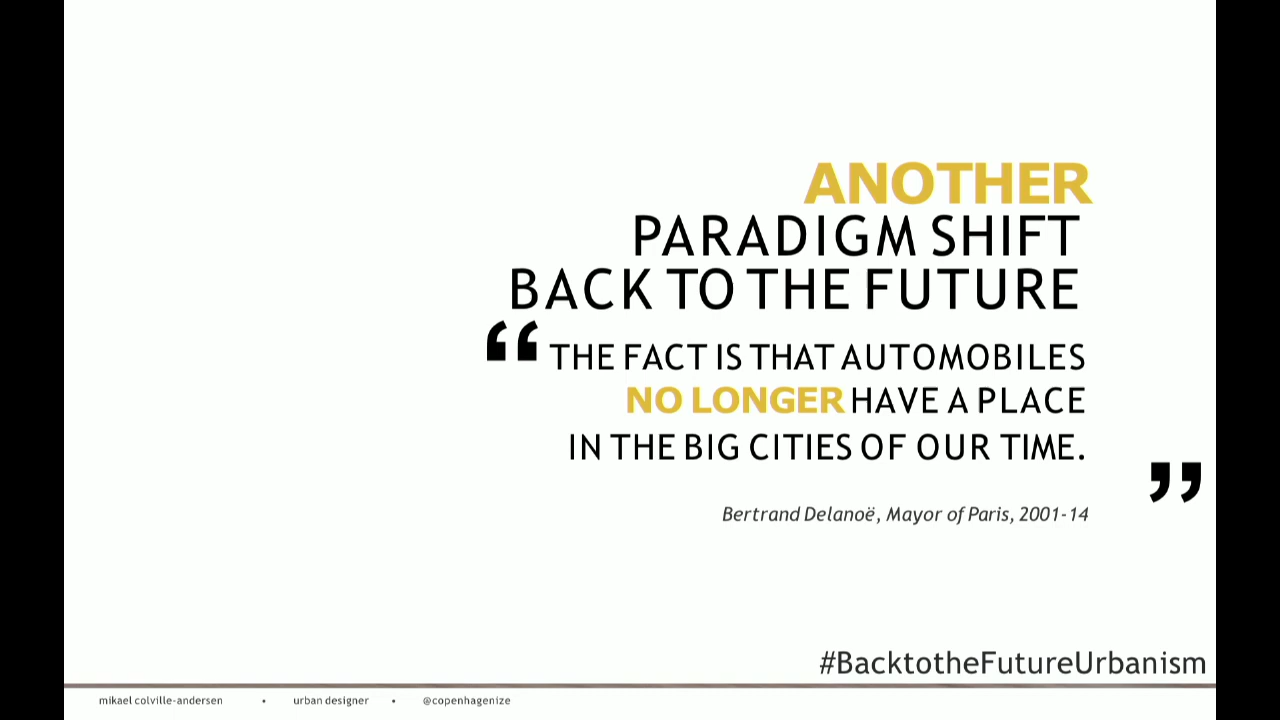 ANOTHER
PARADIGM SHIFT
BACK TO THE FUTURE
“ THE FACT IS THAT AUTOMOBILES
NO LONGER HAVE A PLACE
IN THE BIG CITIES OF OUR TIME. ”
Bertrand Delanoë, Mayor of Paris, 2001-14
#BacktotheFutureUrbanism
mikael colville-andersen • urban designer • @copenhagenize